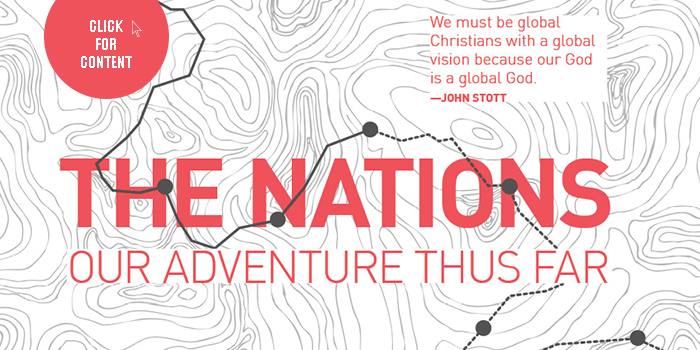 CLICK
FOR
CONTENT
We must be global
Christians with a global
vision because our God
is a global God.
—JOHN STOTT
THE NATIONS
OUR ADVENTURE THUS FAR